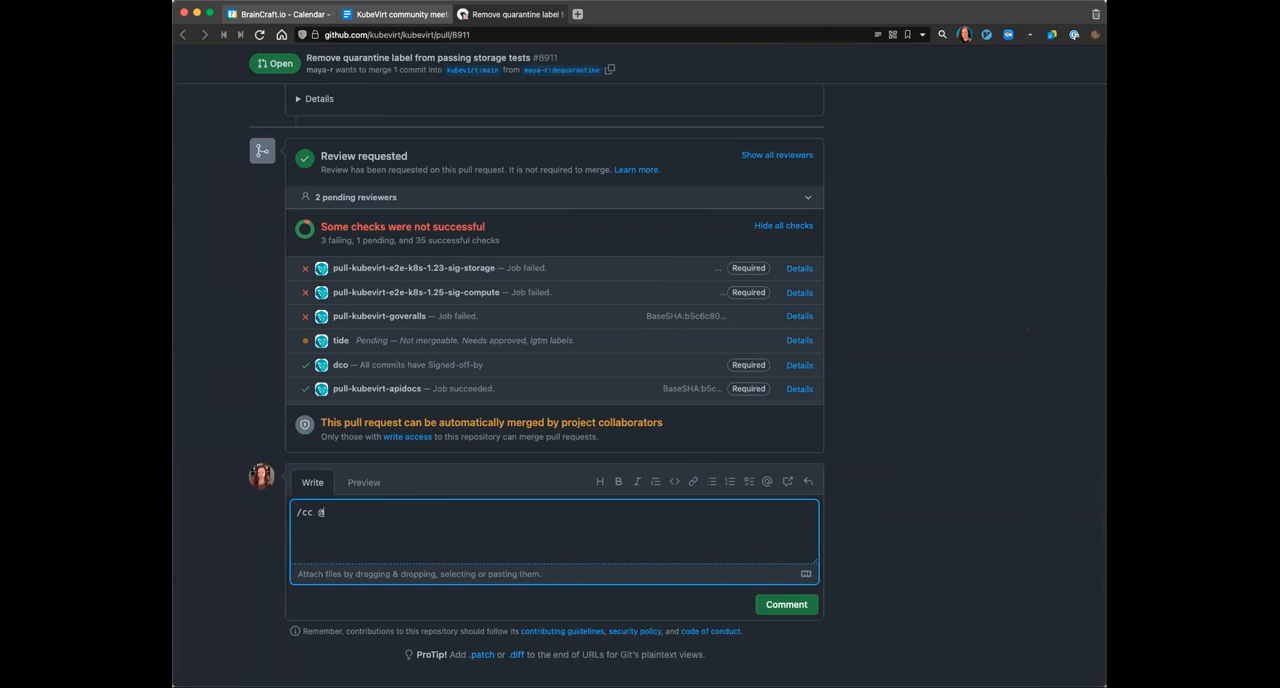 BrainCraft.io - Calendar -
KubeVirt community meet
Remove quarantine label f
github.com/kubevirt/kubevirt/pull/8911
Open
Remove quarantine label from passing storage tests #8911
maya-r wants to merge 1 commit into kubevirt:main from maya-r:dequarantine
Details
Review requested
Show all reviewers
Review has been requested on this pull request. It is not required to merge. Learn more.
2 pending reviewers
Some checks were not successful
Hide all checks
3 failing, 1 pending, and 35 successful checks
pull-kubevirt-e2e-k8s-1.23-sig-storage — Job failed. ... Required Details
pull-kubevirt-e2e-k8s-1.25-sig-compute — Job failed. ... Required Details
pull-kubevirt-goveralls — Job failed. BaseSHA:b5c6c80... Details
tide Pending — Not mergeable. Needs approved, lgtm labels. Details
dco — All commits have Signed-off-by Required Details
pull-kubevirt-apidocs — Job succeeded. BaseSHA:b5c... Required Details
This pull request can be automatically merged by project collaborators
Only those with write access to this repository can merge pull requests.
Write Preview
/cc @
Attach files by dragging & dropping, selecting or pasting them.
Comment
Remember, contributions to this repository should follow its contributing guidelines, security policy, and code of conduct.
ProTip! Add .patch or .diff to the end of URLs for Git's plaintext views.